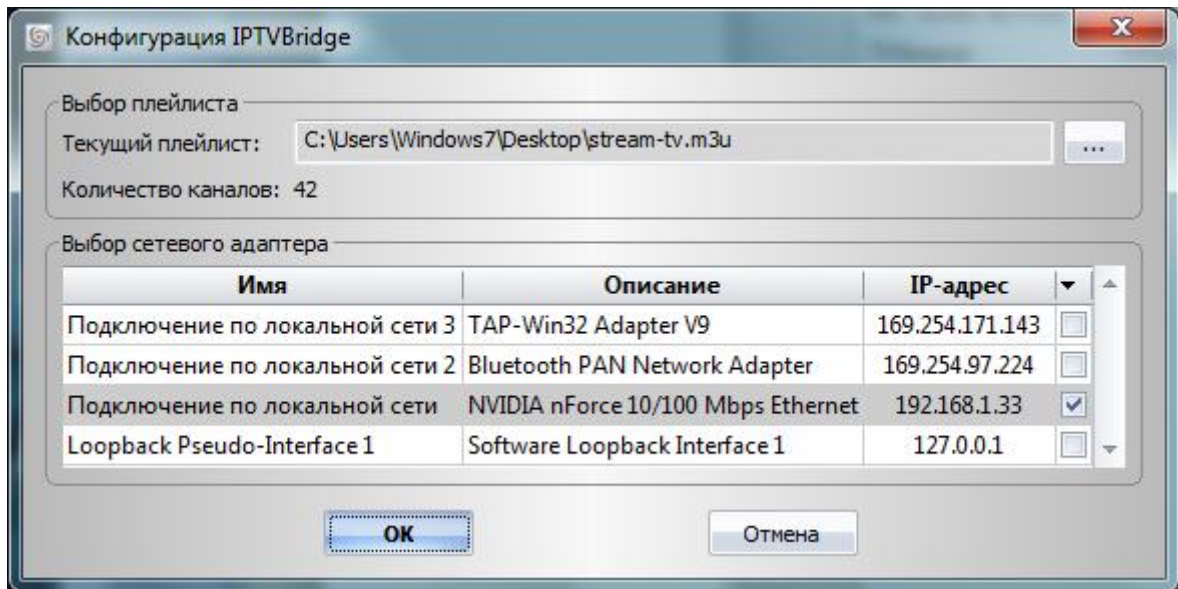 Конфигурация IPTVBridge
Выбор плейлиста
Текущий плейлист: C:\Users\Windows7\Desktop\stream-tv.m3u ...
Количество каналов: 42
Выбор сетевого адаптера
Имя Описание IP-адрес
Подключение по локальной сети 3 TAP-Win32 Adapter V9 169.254.171.143
Подключение по локальной сети 2 Bluetooth PAN Network Adapter 169.254.97.224
Подключение по локальной сети NVIDIA nForce 10/100 Mbps Ethernet 192.168.1.33
Loopback Pseudo-Interface 1 Software Loopback Interface 1 127.0.0.1
ОК Отмена